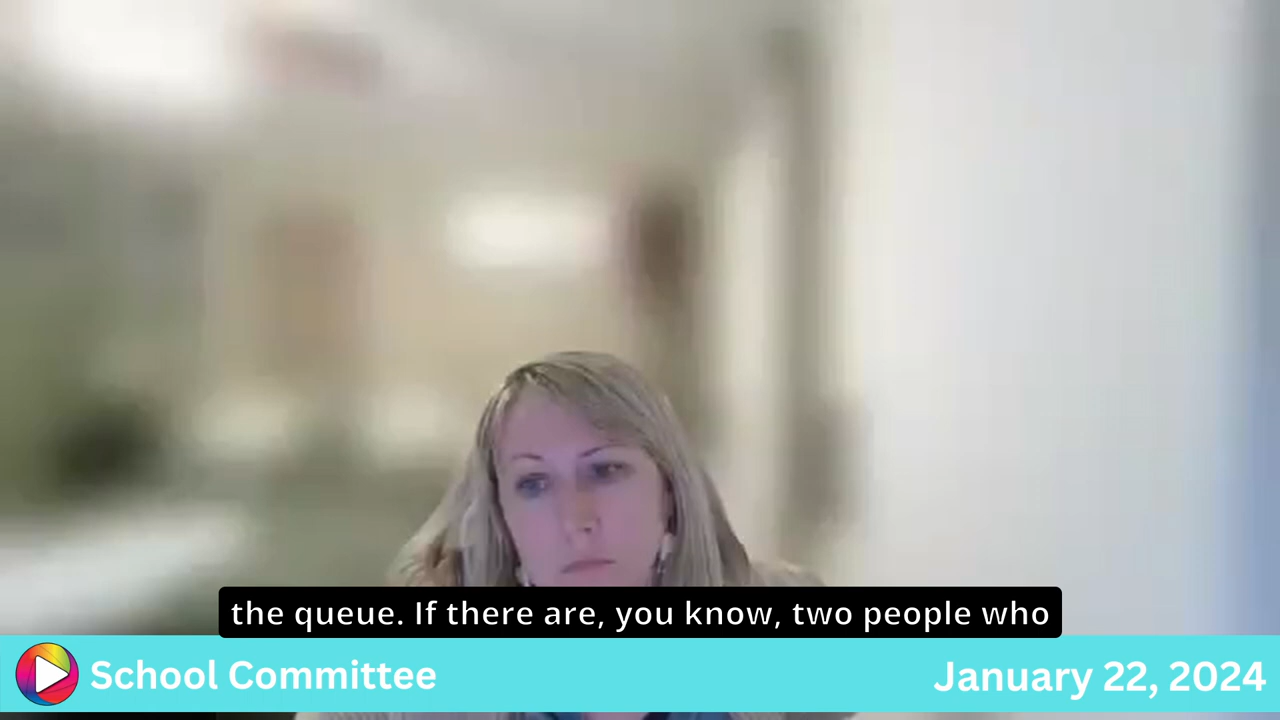 the queue. If there are, you know, two people who
School Committee
January 22, 2024